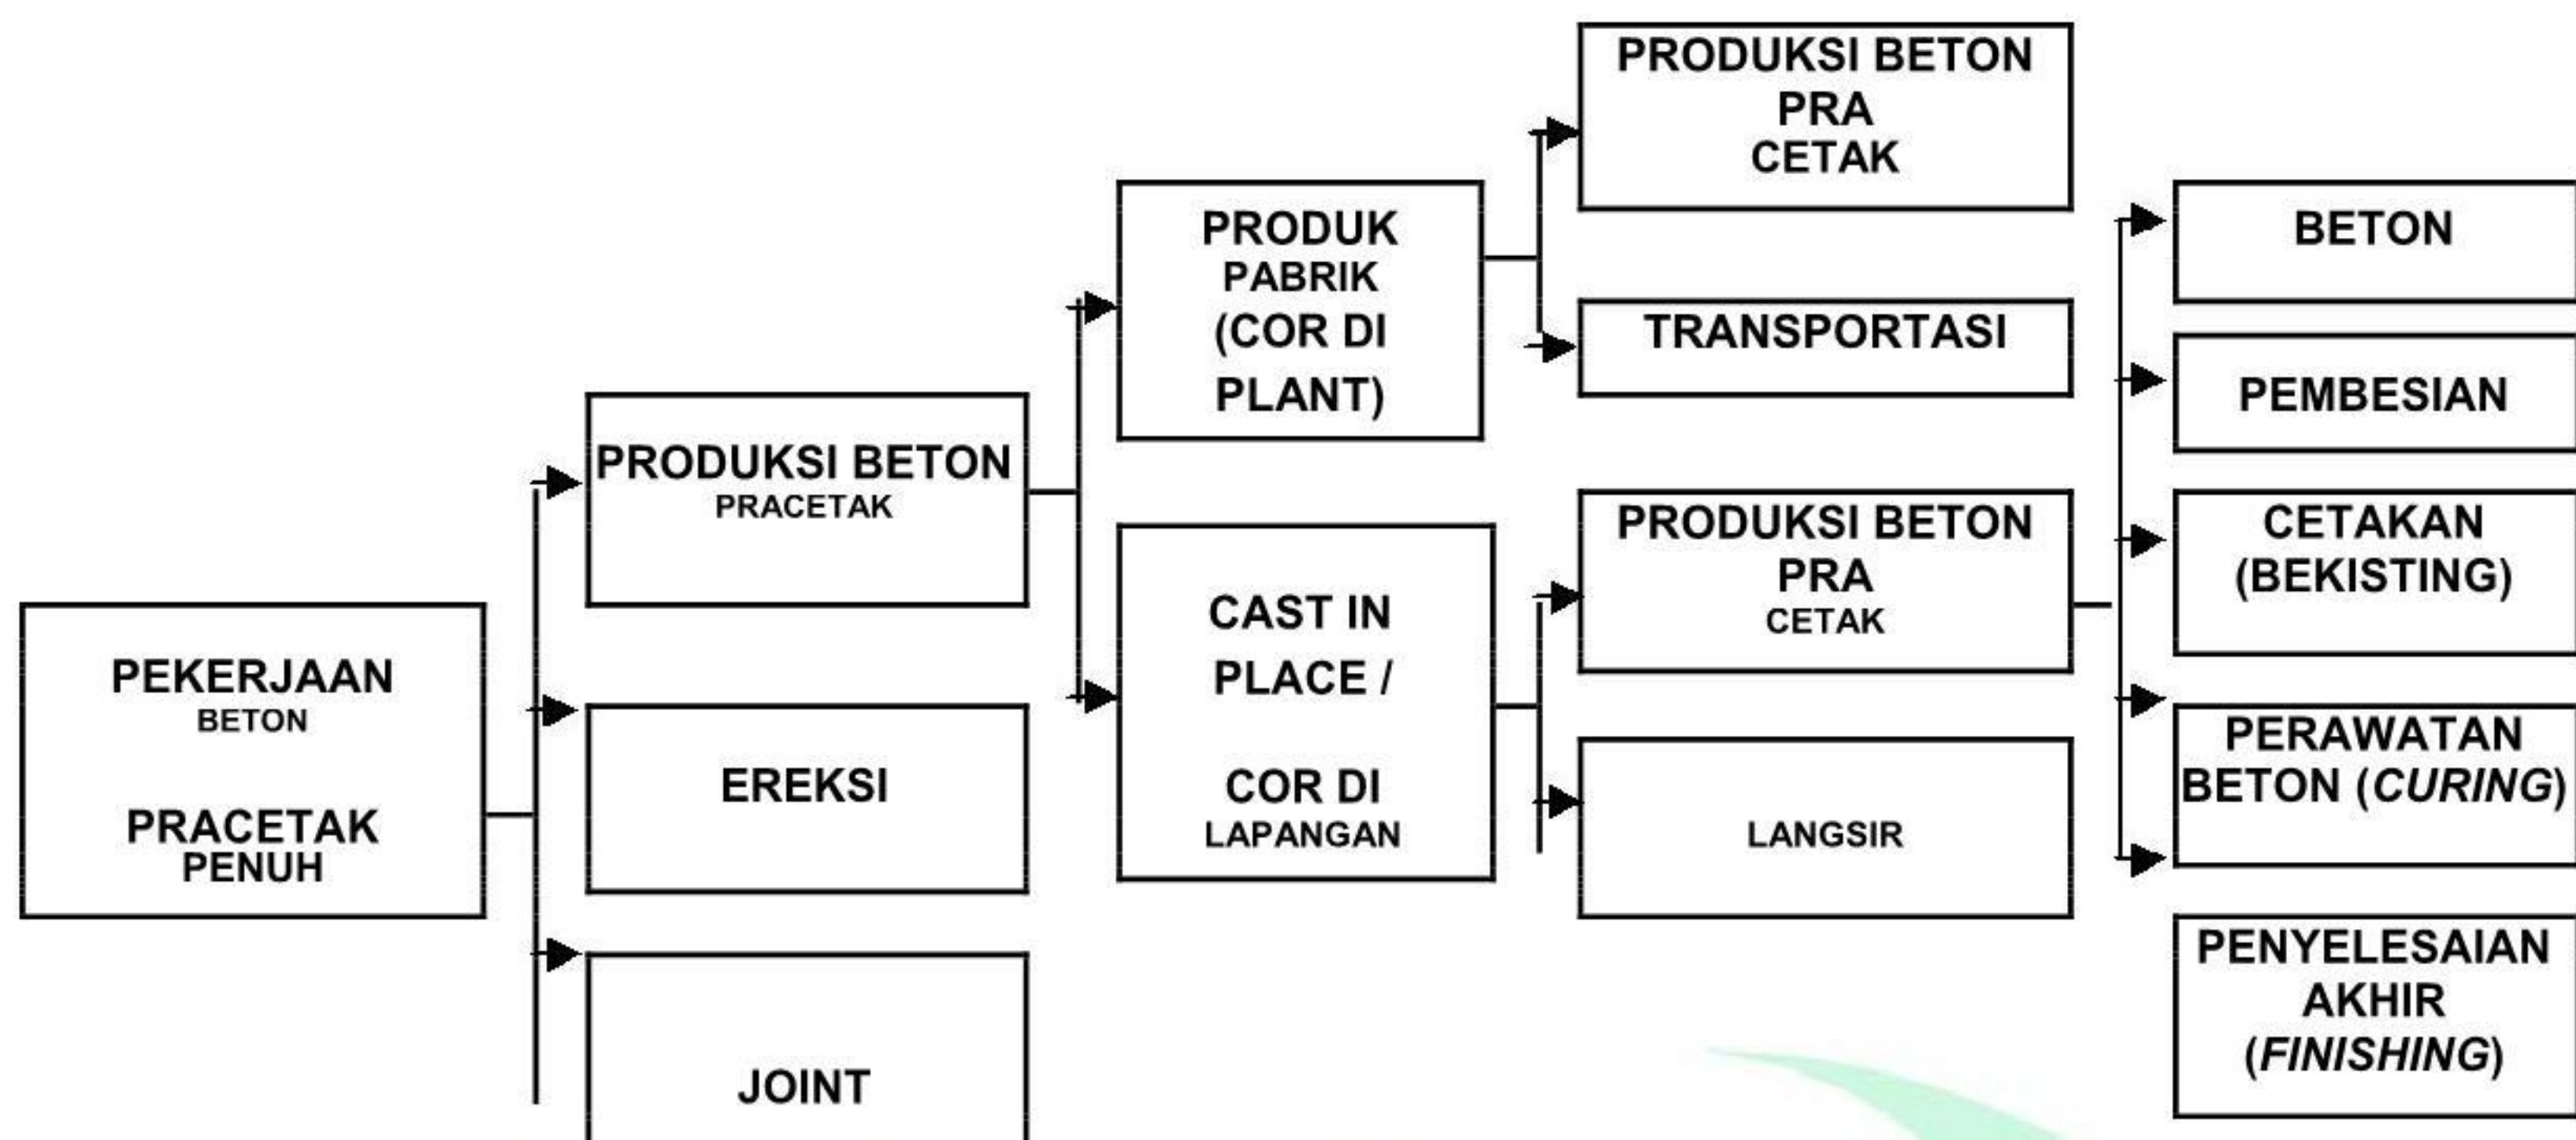 PEKERJAAN
BETON
PRACETAK
PENUH
PRODUKSI BETON
PRACETAK
EREKSI
JOINT
PRODUK
PABRIK
(COR DI
PLANT)
CAST IN
PLACE /
COR DI
LAPANGAN
PRODUKSI BETON
PRA
CETAK
TRANSPORTASI
PRODUKSI BETON
PRA
CETAK
LANGSIR
BETON
PEMBESIAN
CETAKAN
(BEKISTING)
PERAWATAN
BETON (CURING)
PENYELESAIAN
AKHIR
(FINISHING)